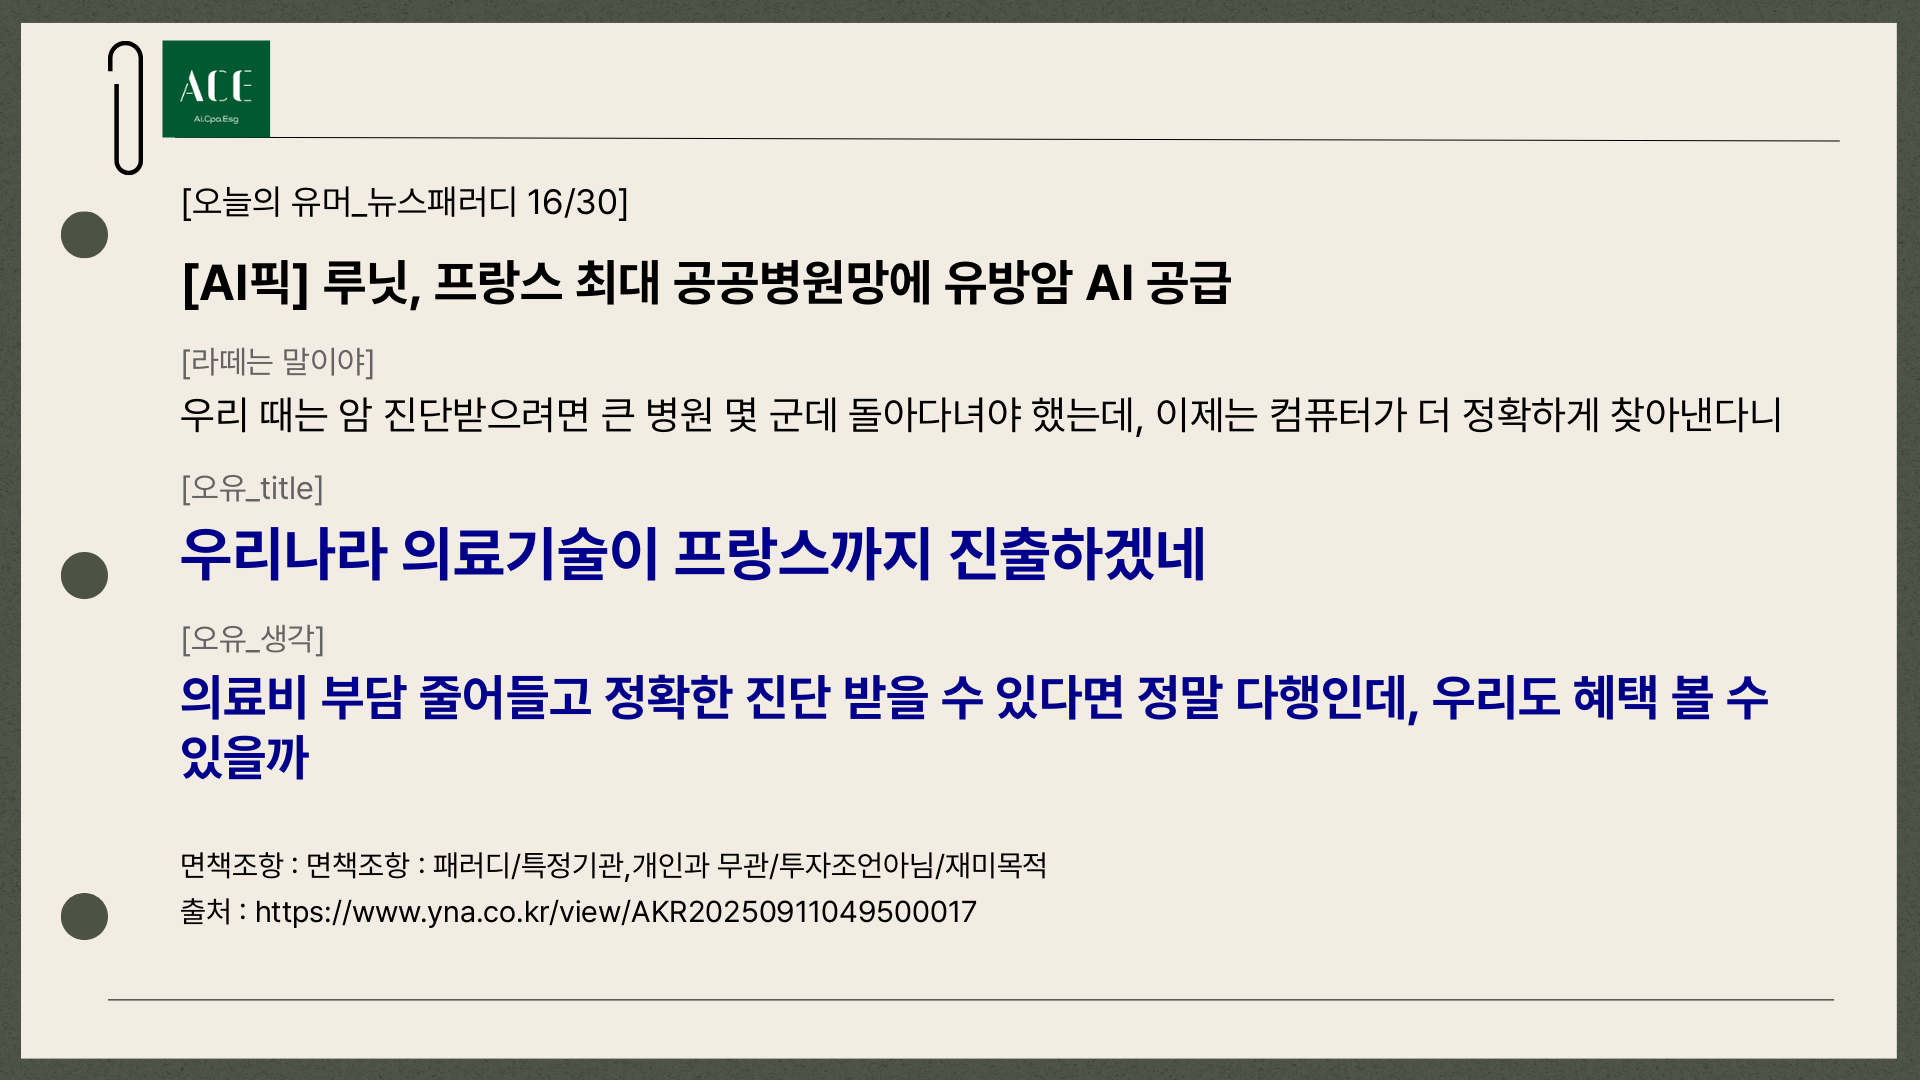 ACE
Ai.Cpa.Esg
[오늘의 유머_뉴스패러디 16/30]
[AI픽] 루닛, 프랑스 최대 공공병원망에 유방암 AI 공급
[라떼는 말이야]
우리 때는 암 진단받으려면 큰 병원 몇 군데 돌아다녀야 했는데, 이제는 컴퓨터가 더 정확하게 찾아낸다니
[오유_title]
우리나라 의료기술이 프랑스까지 진출하겠네
[오유_생각]
의료비 부담 줄어들고 정확한 진단 받을 수 있다면 정말 다행인데, 우리도 혜택 볼 수
있을까
면책조항 : 면책조항 : 패러디/특정기관,개인과 무관/투자조언아님/재미목적
출처 : https://www.yna.co.kr/view/AKR20250911049500017